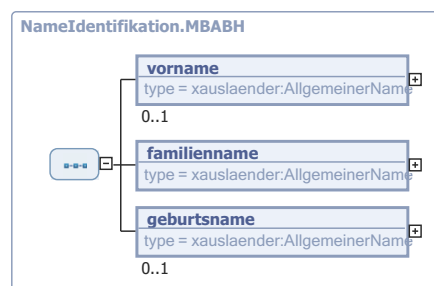 NameIdentifikation.MBABH
vorname
type = xauslaender:AllgemeinerName
0..1
familienname
type = xauslaender:AllgemeinerName
geburtsname
type = xauslaender:AllgemeinerName
0..1